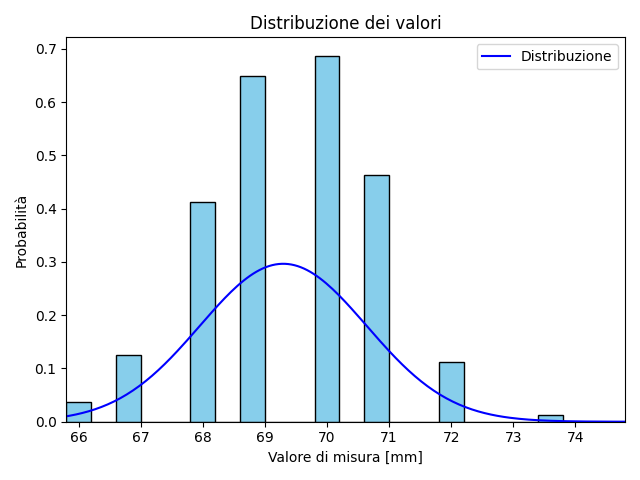 Distribuzione dei valori
Distribuzione
Probabilità
0.7
0.6
0.5
0.4
0.3
0.2
0.1
0.0
66 67 68 69 70 71 72 73 74
Valore di misura [mm]